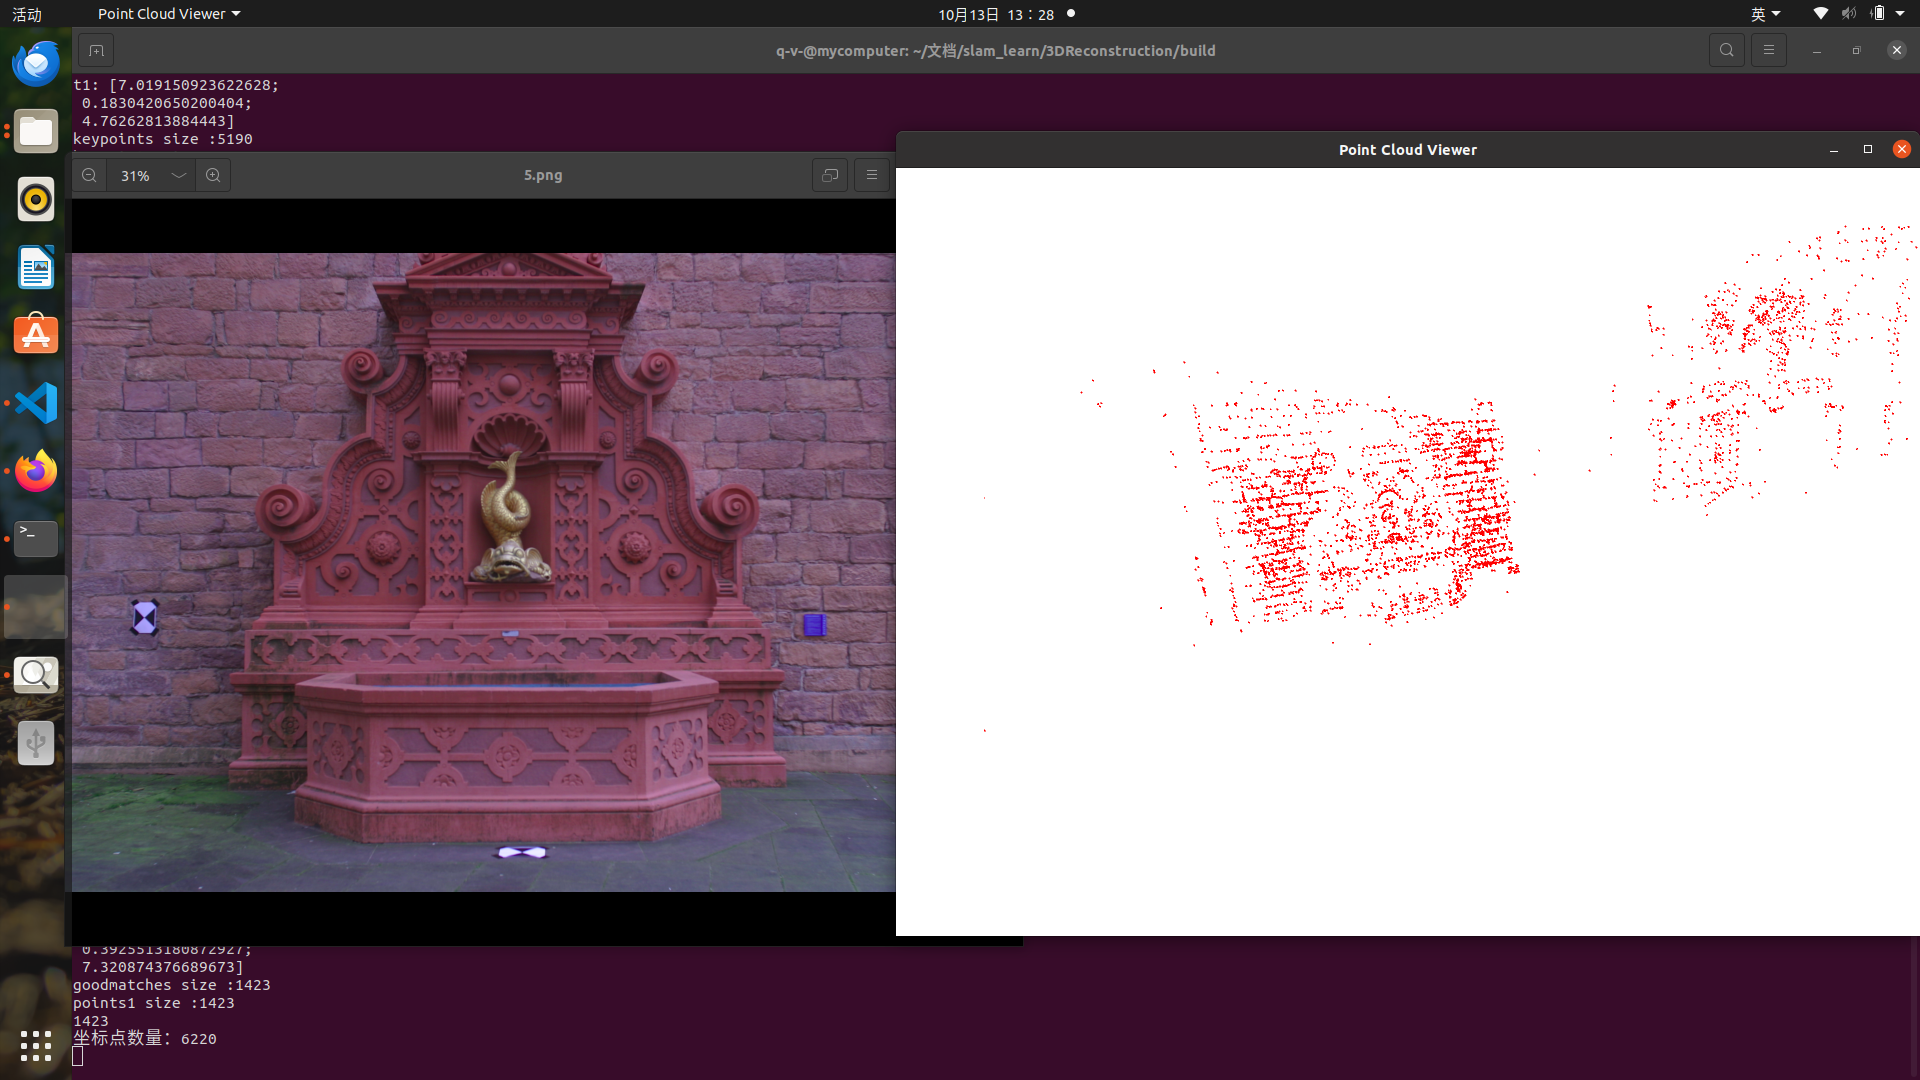 活动
Point Cloud Viewer
10月13日 13：28
英
q-v-@mycomputer: ~/文档/slam_learn/3DReconstruction/build
t1: [7.019150923622628;
0.1830420650200404;
4.76262813884443]
keypoints size :5190
31%
5.png
Point Cloud Viewer
0.3925513180872927;
7.320874376689673]
goodmatches size :1423
points1 size :1423
1423
坐标点数量：6220